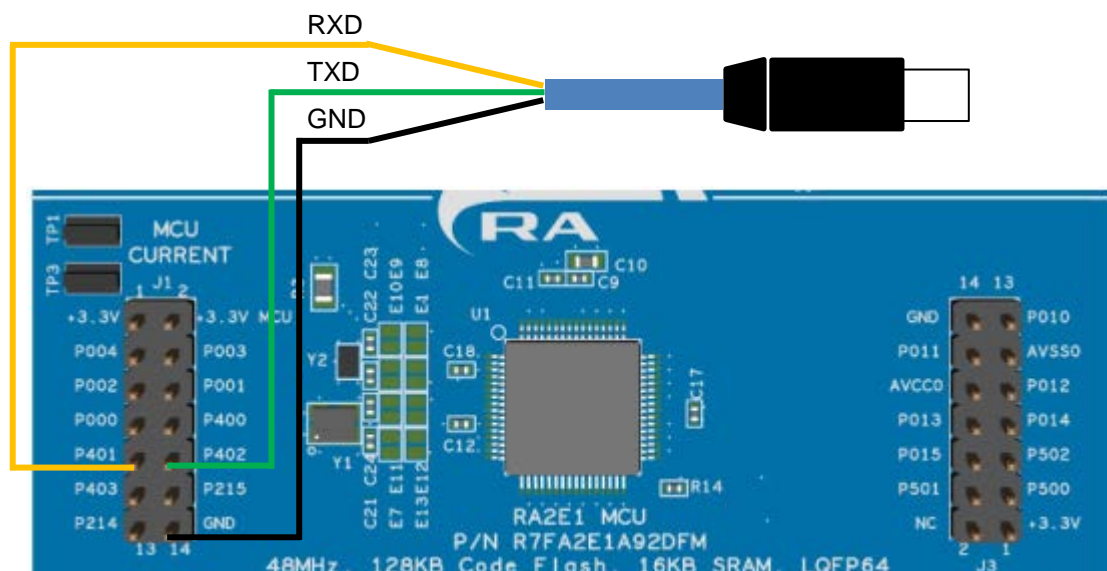 RXD
TXD
GND
RA
TP1
TP3
MCU
CURRENT
J1
1 2
+3.3V +3.3V MCU
P004 P003
P002 P001
P000 P400
P401 P402
P403 P215
P214 GND
13 14
C22 C23
E10 E9
E8
Y2
Y1
C21 C24
E7 E11
E13 E12
C11 C9
C10
U1
C18
C12
C17
R14
RA2E1 MCU
P/N R7FA2E1A92DFM
48MHz, 128KB Code Flash, 16KB SRAM, LQFP64
14 13
GND P010
P011 AVSS0
AVCC0 P012
P013 P014
P015 P502
P501 P500
NC +3.3V
2 1
J3